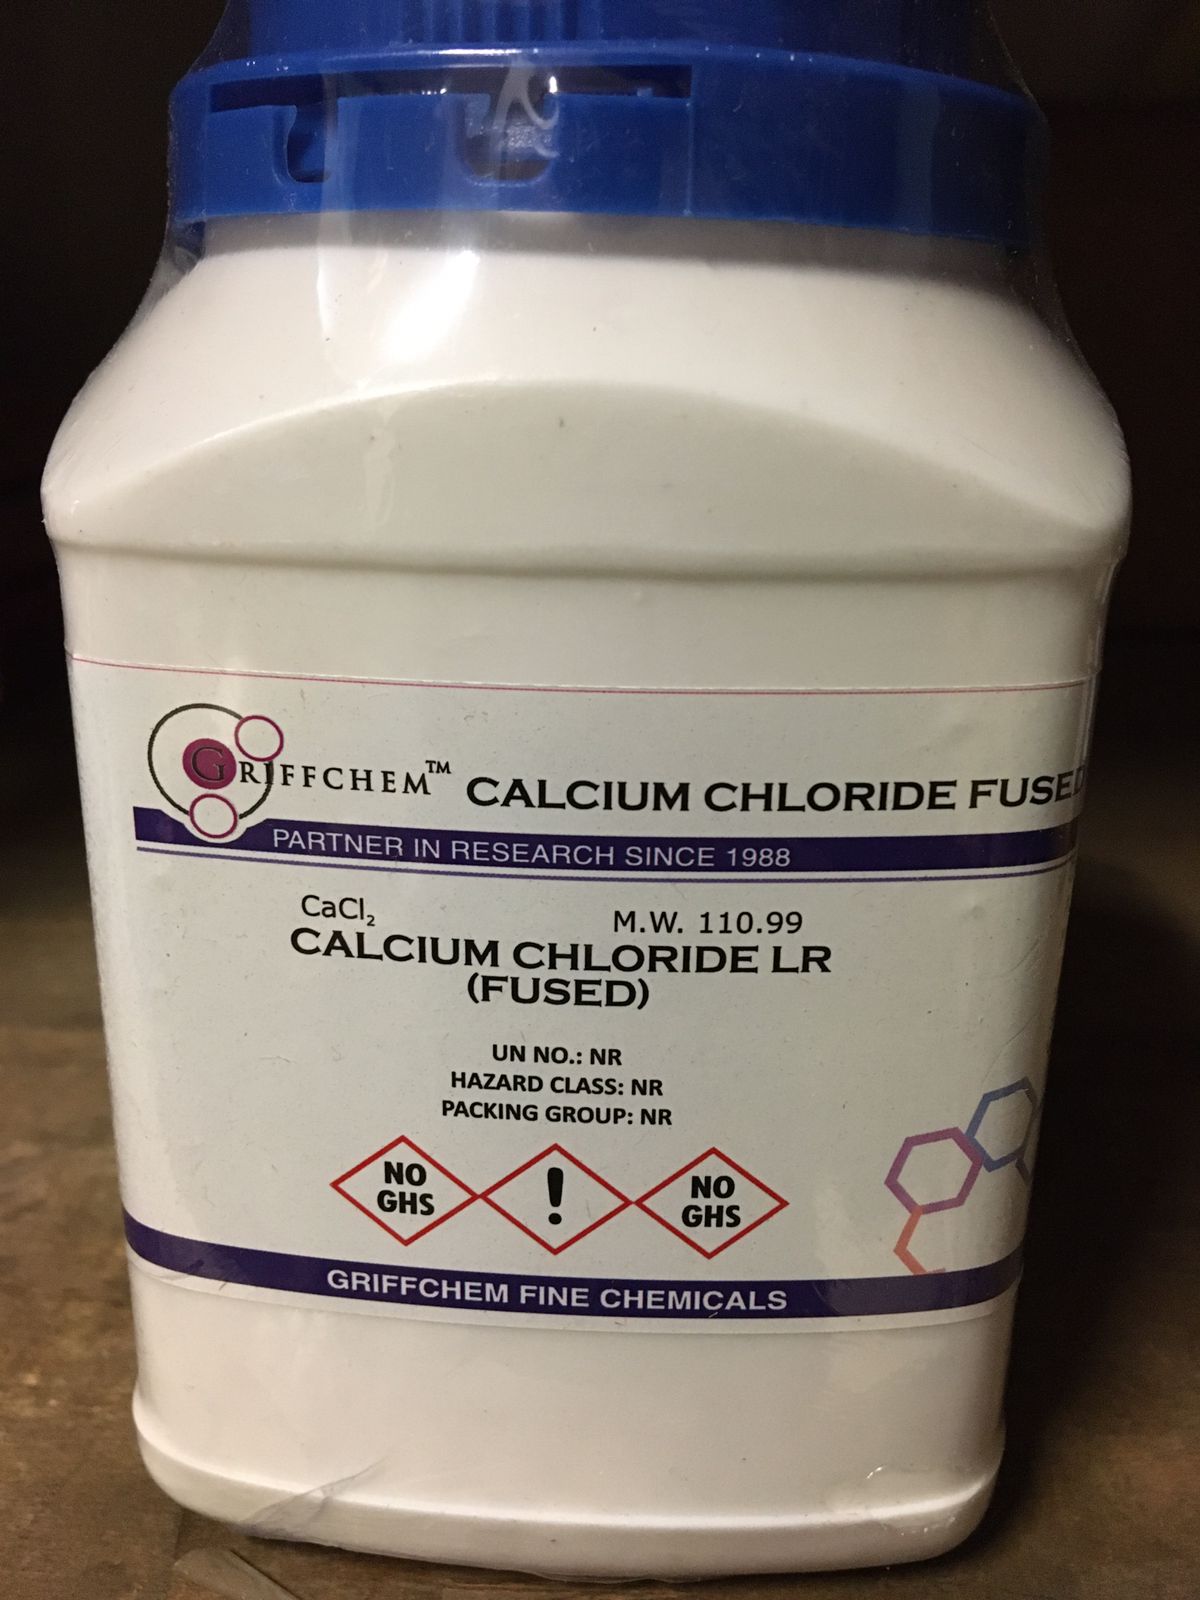 GRIFFCHEM™ CALCIUM CHLORIDE FUSED
PARTNER IN RESEARCH SINCE 1988
CaCl₂ M.W. 110.99
CALCIUM CHLORIDE LR
(FUSED)
UN NO.: NR
HAZARD CLASS: NR
PACKING GROUP: NR
NO GHS ! NO GHS
GRIFFCHEM FINE CHEMICALS